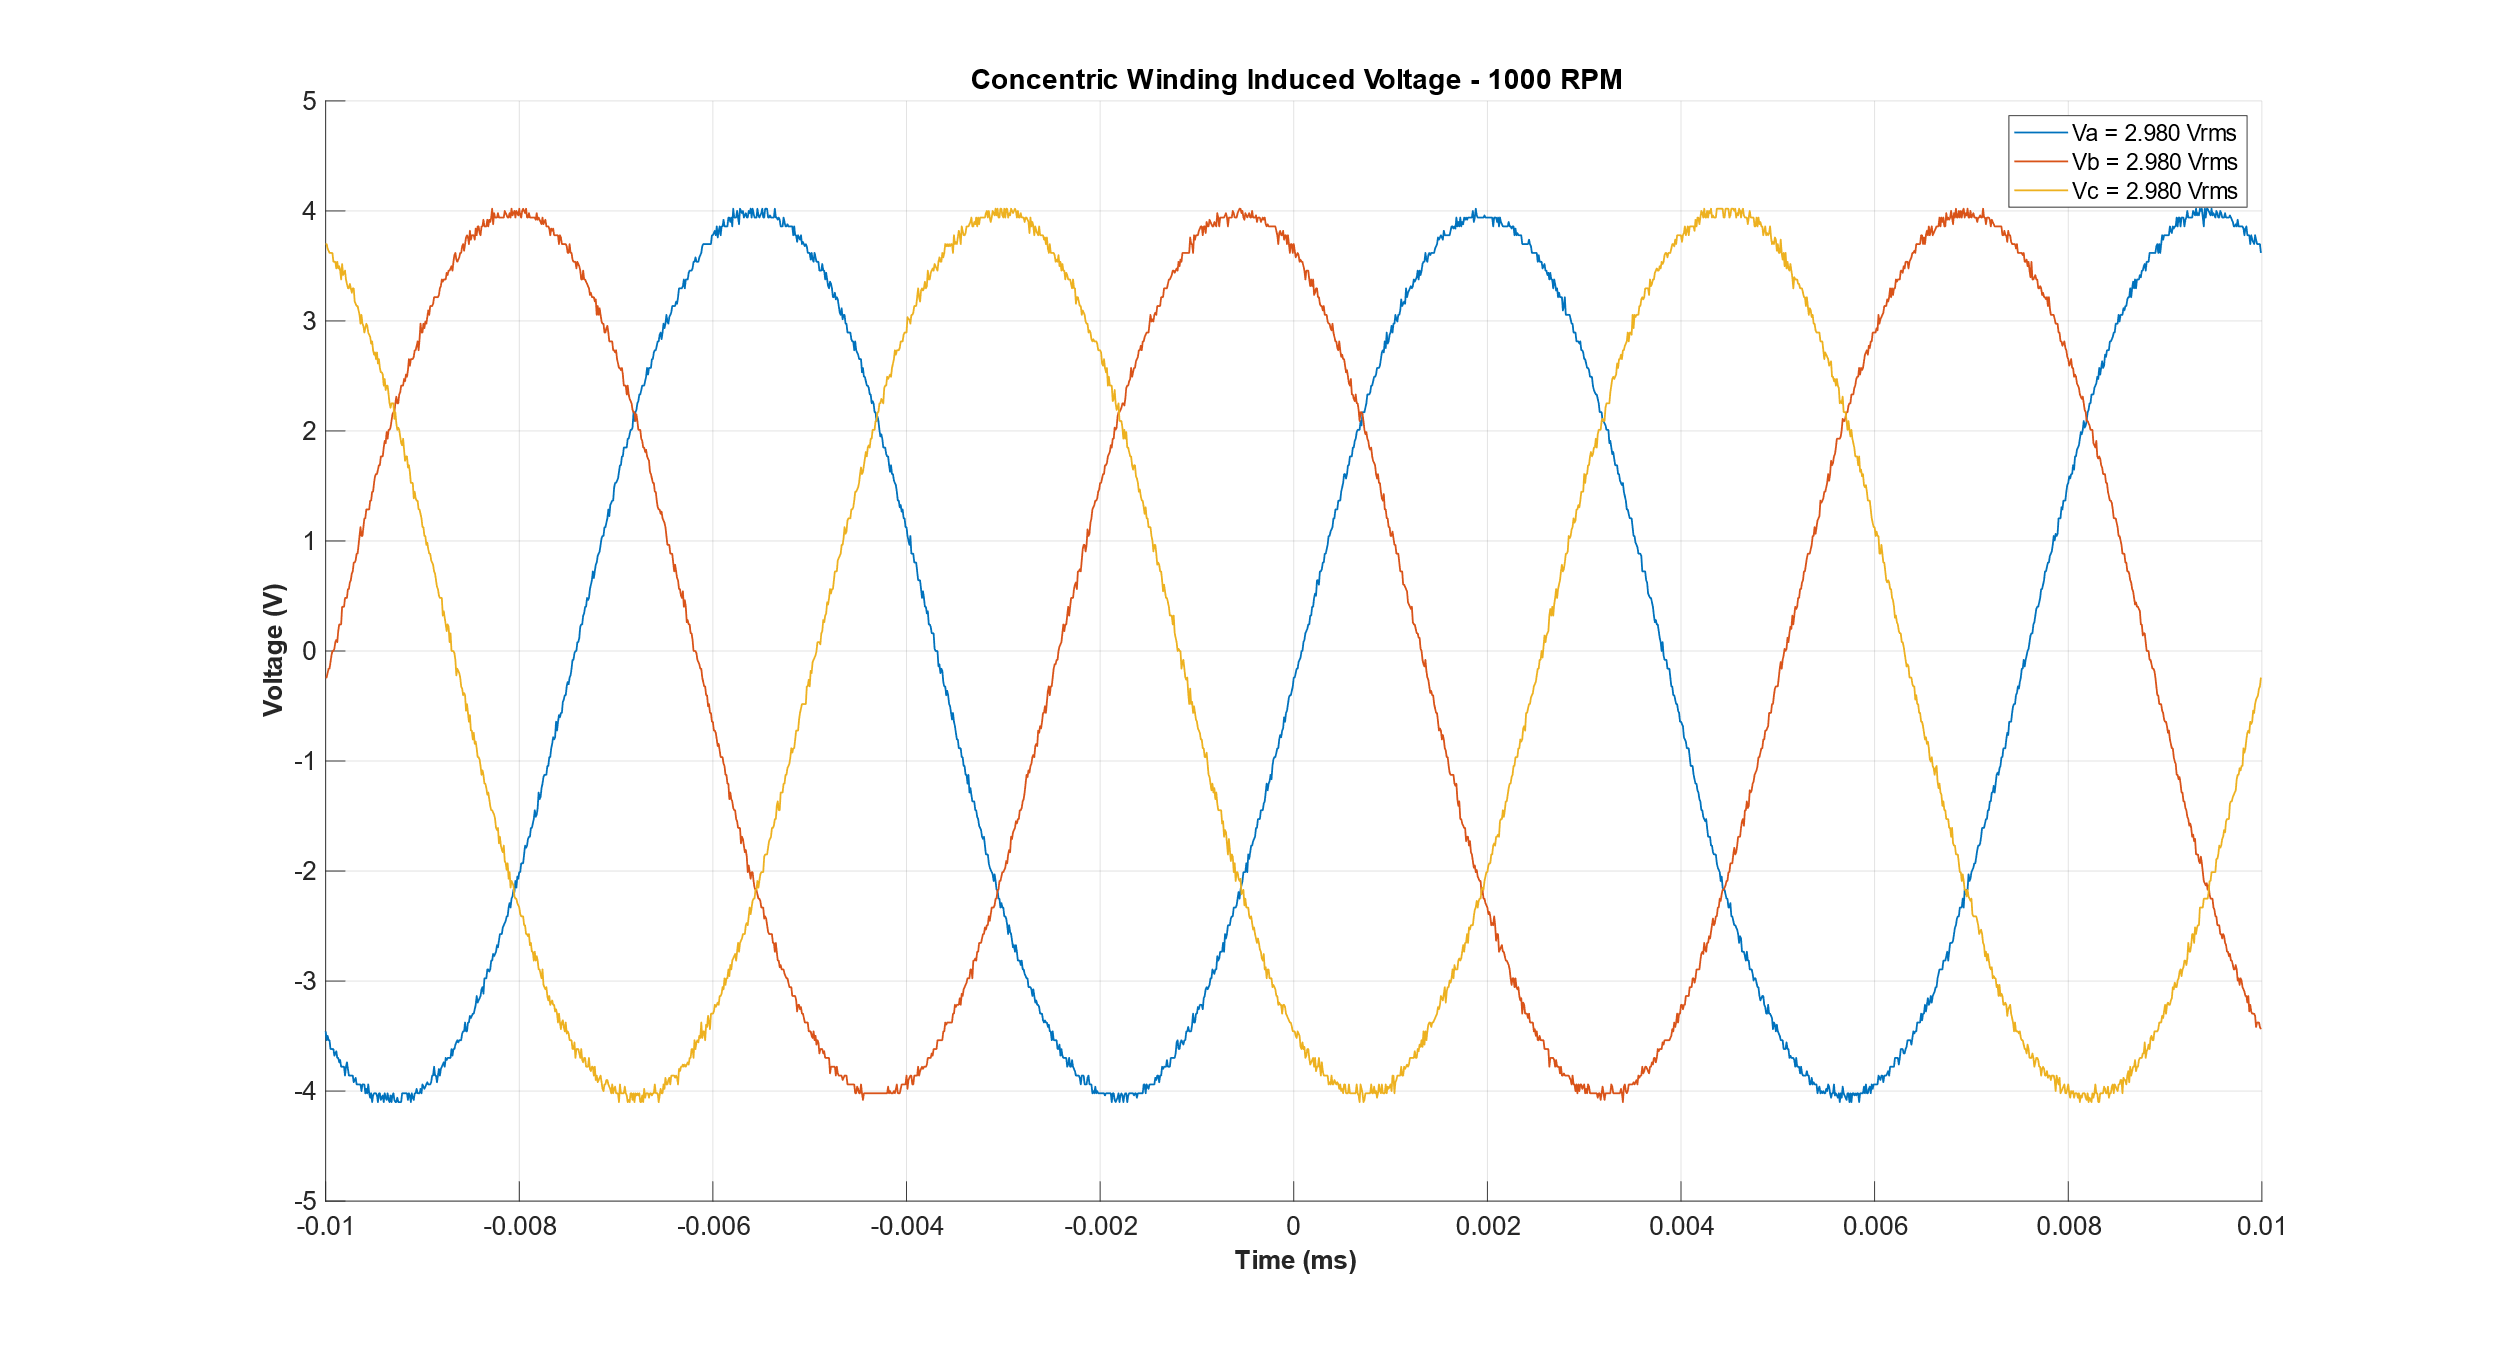 Concentric Winding Induced Voltage - 1000 RPM
Va = 2.980 Vrms
Vb = 2.980 Vrms
Vc = 2.980 Vrms
5
4
3
2
1
0
-1
-2
-3
-4
-5
Voltage (V)
-0.01 -0.008 -0.006 -0.004 -0.002 0 0.002 0.004 0.006 0.008 0.01
Time (ms)